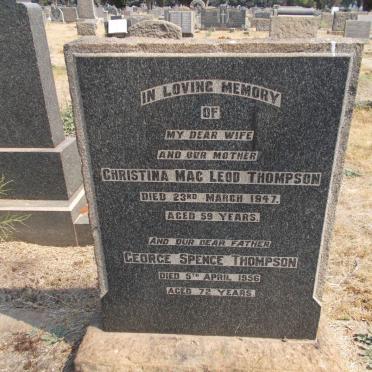 IN LOVING MEMORY
OF
MY DEAR WIFE
AND OUR MOTHER
CHRISTINA MAC LEOD THOMPSON
DIED 23RD MARCH 1947.
AGED 59 YEARS.
AND OUR DEAR FATHER
GEORGE SPENCE THOMPSON
DIED 5TH APRIL 1956
AGED 72 YEARS.